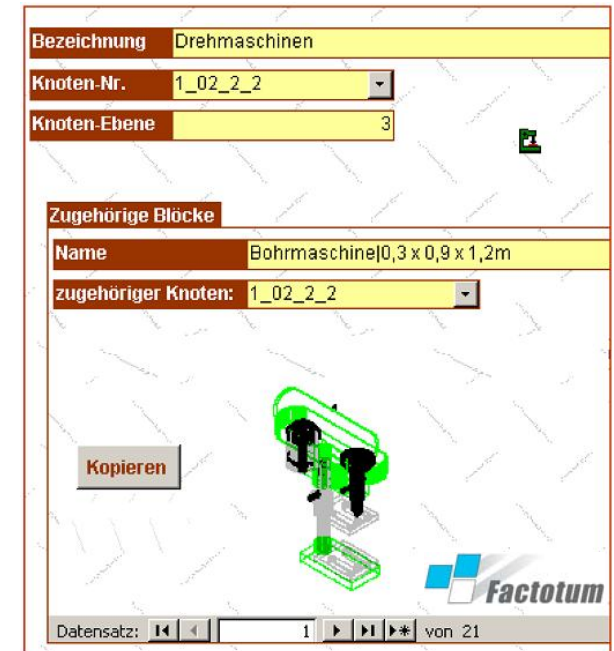 Bezeichnung Drehmaschinen
Knoten-Nr. 1_02_2_2
Knoten-Ebene 3
Zugehörige Blöcke
Name Bohrmaschine|0,3 x 0,9 x 1,2m
zugehöriger Knoten: 1_02_2_2
Kopieren
Factotum
Datensatz: 1 von 21